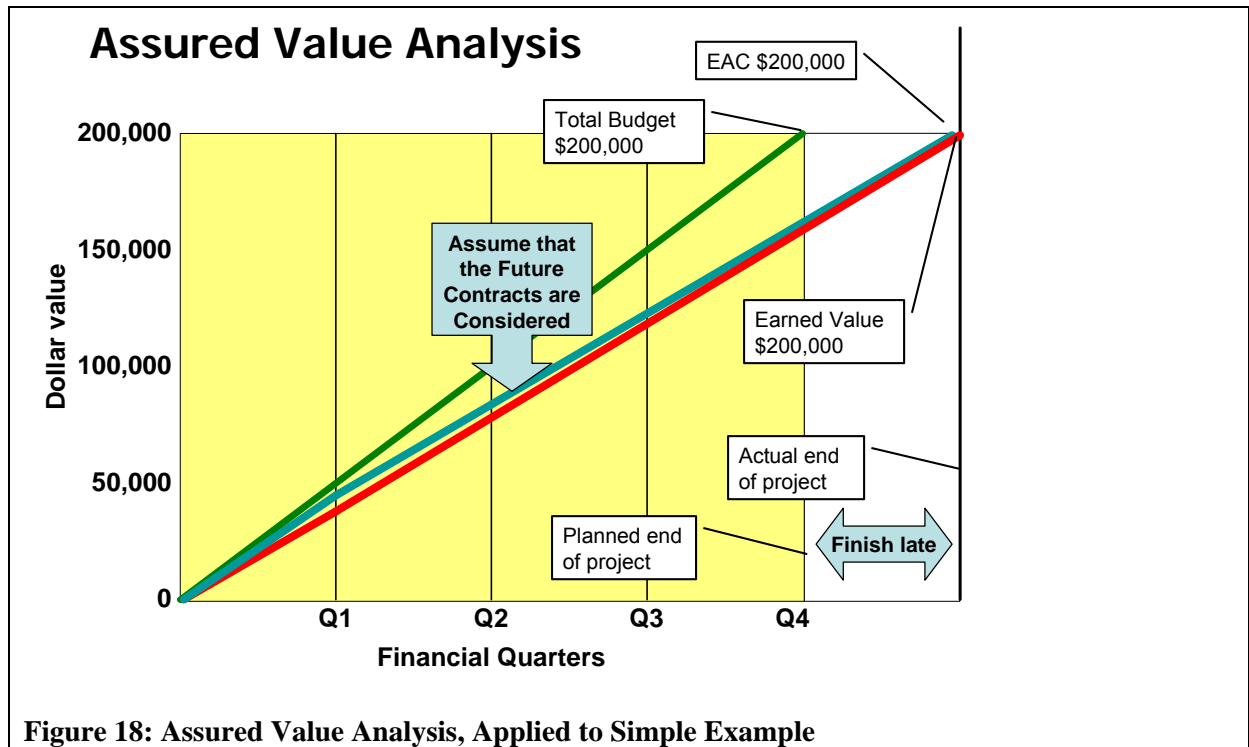 Assured Value Analysis
EAC $200,000
Total Budget
$200,000
200,000
150,000
100,000
50,000
0
Dollar value
Assume that
the Future
Contracts are
Considered
Earned Value
$200,000
Actual end
of project
Planned end
of project
Finish late
Q1
Q2
Q3
Q4
Financial Quarters
Figure 18: Assured Value Analysis, Applied to Simple Example